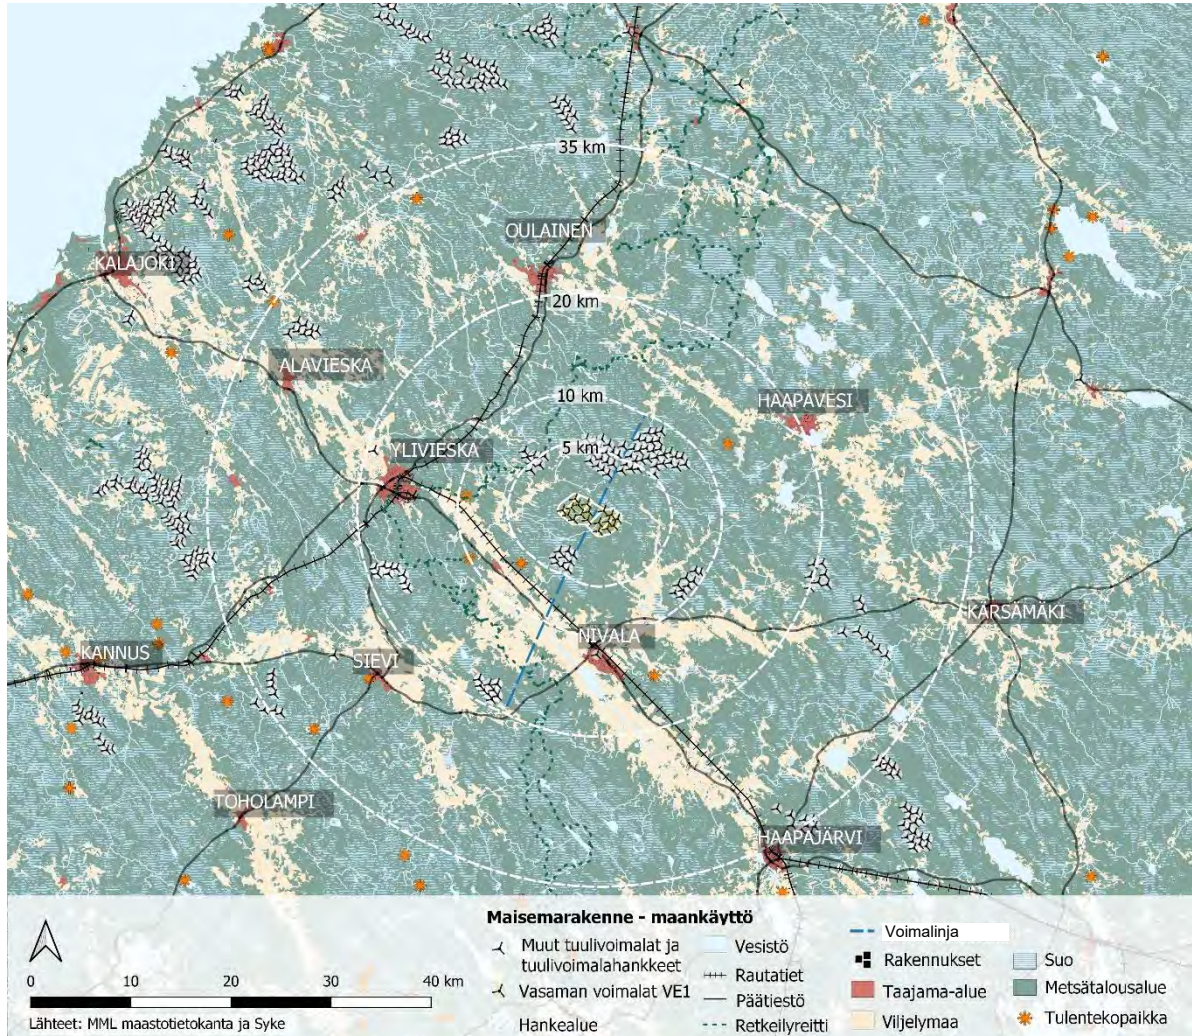 35 km
OULAINEN
KALAJOKI
20 km
ALAVIESKA
10 km
HAAPAVESI
5 km
YLIVIESKA
KÄRSÄMÄKI
NIVALA
KANNUS
SIEVI
TOHOLAMPI
HAAPAJÄRVI
0 10 20 30 40 km
Lähteet: MML maastotietokanta ja Syke
Maisemarakenne - maankäyttö
Muut tuulivoimalat ja
tuulivoimalahankkeet
Vasaman voimalat VE1
Hankealue
Vesistö
Rautatiet
Päätiestö
Retkeilyreitti
Voimalinja
Rakennukset
Taajama-alue
Viljelymaa
Suo
Metsätalousalue
Tulentekopaikka